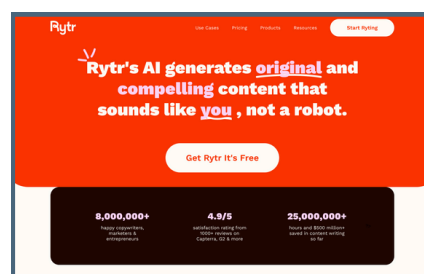 Rytr
Use Cases Pricing Products Resources Start Ryting
Rytr's AI generates original and
compelling content that
sounds like you , not a robot.
Get Rytr It's Free
8,000,000+ 4.9/5 25,000,000+
happy copywriters,
marketers &
entrepreneurs
satisfaction rating from
1000+ reviews on
Capterra, G2 & more
hours and $500 million+
saved in content writing
so far